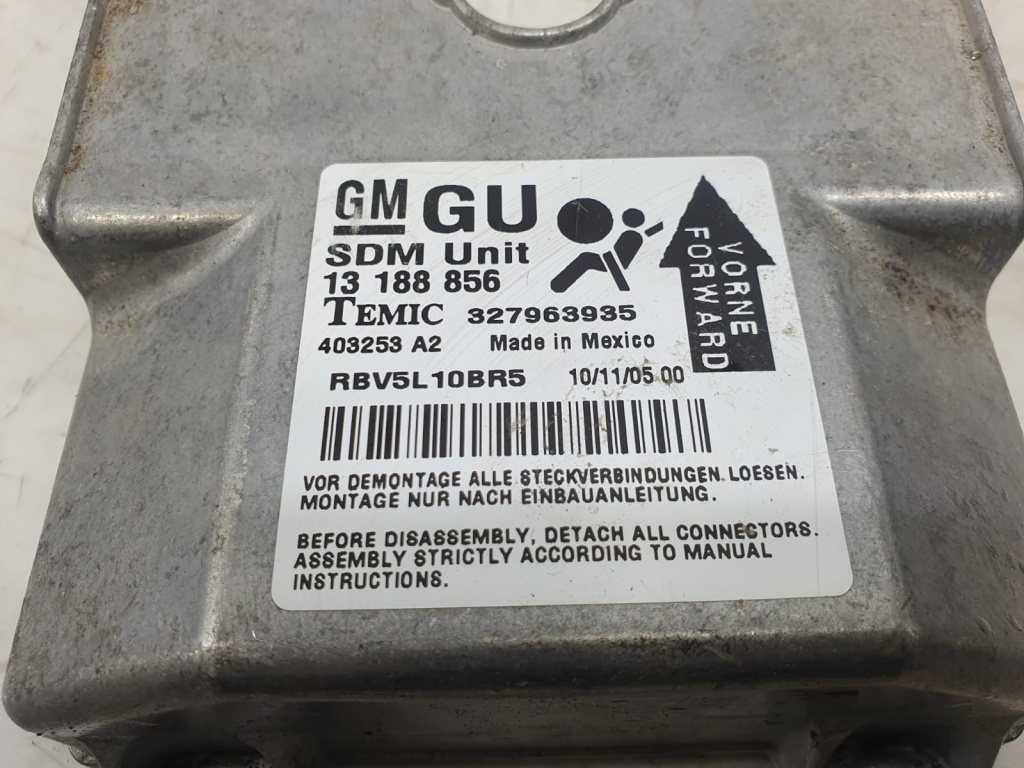 GM GU
SDM Unit
13 188 856
TEMIC 327963935
403253 A2 Made in Mexico
RBV5L10BR5 10/11/05 00
VORNE
FORWARD
VOR DEMONTAGE ALLE STECKVERBINDUNGEN LOESEN.
MONTAGE NUR NACH EINBAUANLEITUNG.
BEFORE DISASSEMBLY, DETACH ALL CONNECTORS.
ASSEMBLY STRICTLY ACCORDING TO MANUAL
INSTRUCTIONS.